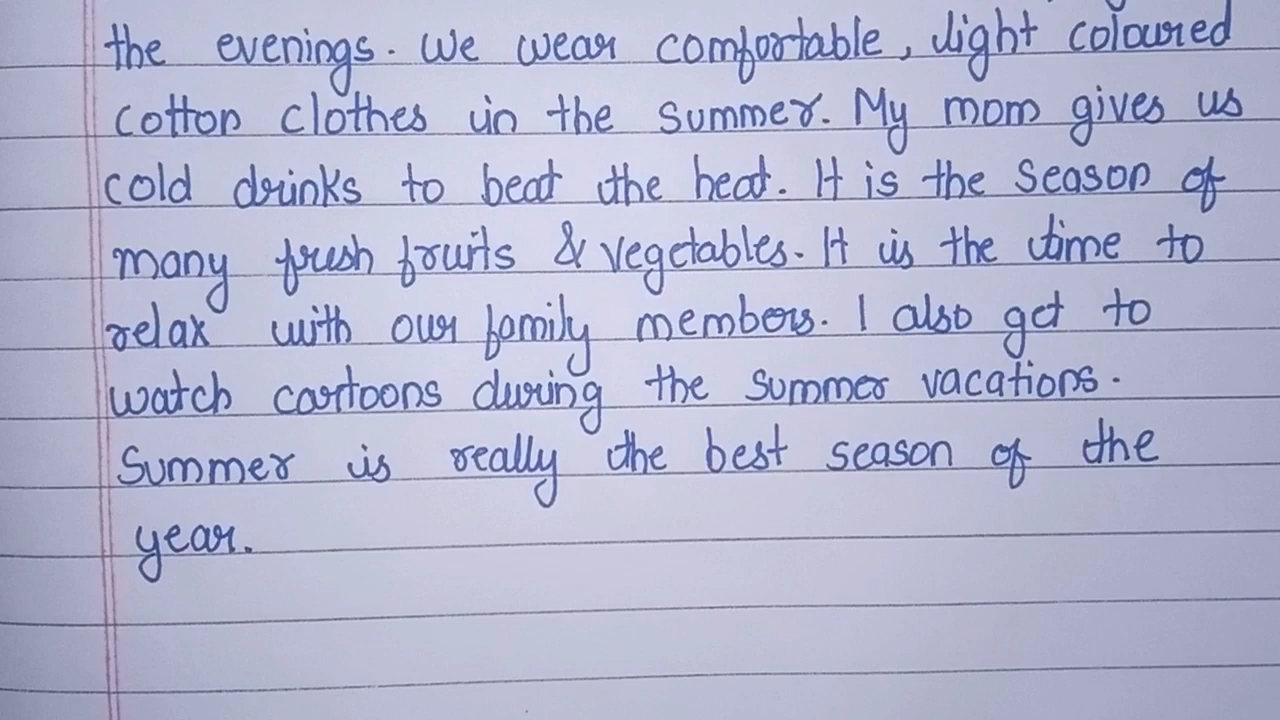 the evenings. We wear comfortable, light coloured
cotton clothes in the summer. My mom gives us
cold drinks to beat the heat. It is the season of
many fresh fruits & vegetables. It is the time to
relax with our family members. I also get to
watch cartoons during the summer vacations.
Summer is really the best season of the
year.